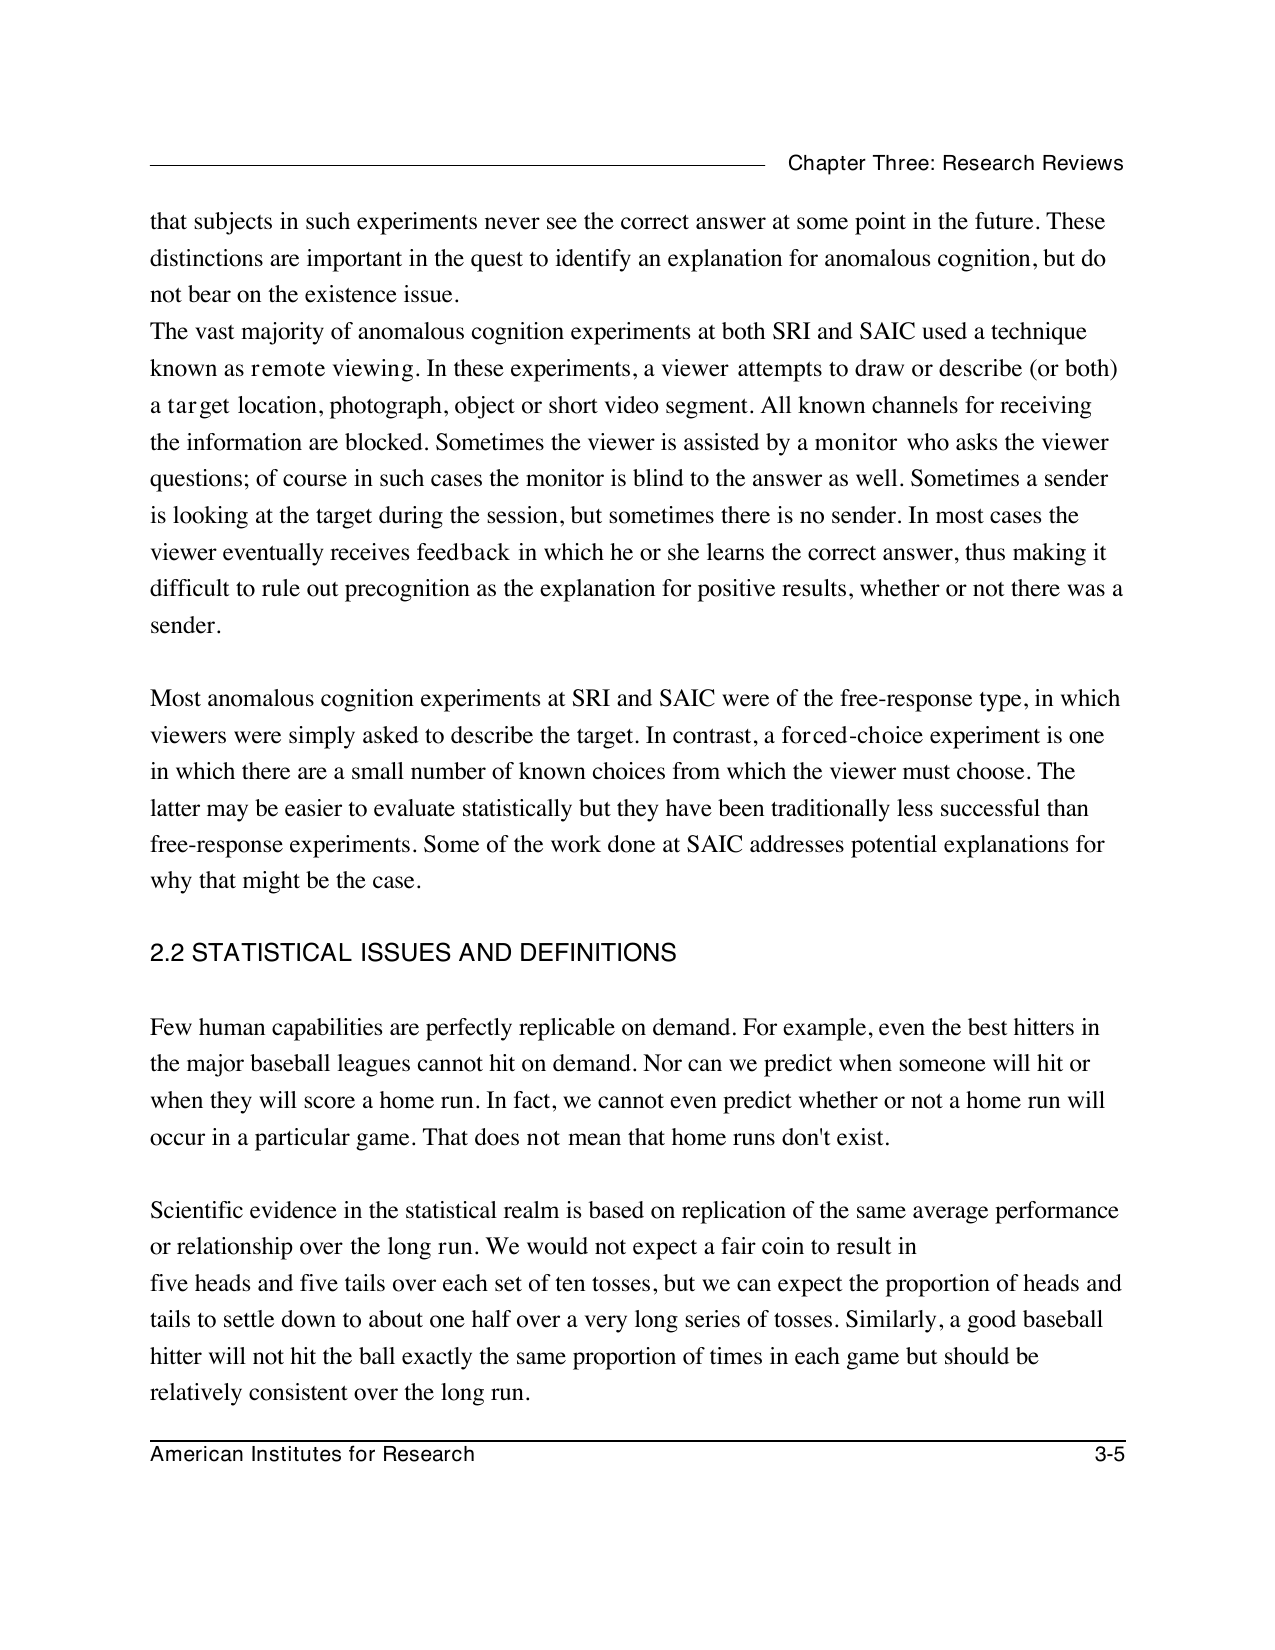 Chapter Three: Research Reviews
that subjects in such experiments never see the correct answer at some point in the future. These
distinctions are important in the quest to identify an explanation for anomalous cognition, but do
not bear on the existence issue.
The vast majority of anomalous cognition experiments at both SRI and SAIC used a technique
known as remote viewing. In these experiments, a viewer attempts to draw or describe (or both)
a target location, photograph, object or short video segment. All known channels for receiving
the information are blocked. Sometimes the viewer is assisted by a monitor who asks the viewer
questions; of course in such cases the monitor is blind to the answer as well. Sometimes a sender
is looking at the target during the session, but sometimes there is no sender. In most cases the
viewer eventually receives feedback in which he or she learns the correct answer, thus making it
difficult to rule out precognition as the explanation for positive results, whether or not there was a
sender.
Most anomalous cognition experiments at SRI and SAIC were of the free-response type, in which
viewers were simply asked to describe the target. In contrast, a forced-choice experiment is one
in which there are a small number of known choices from which the viewer must choose. The
latter may be easier to evaluate statistically but they have been traditionally less successful than
free-response experiments. Some of the work done at SAIC addresses potential explanations for
why that might be the case.
2.2 STATISTICAL ISSUES AND DEFINITIONS
Few human capabilities are perfectly replicable on demand. For example, even the best hitters in
the major baseball leagues cannot hit on demand. Nor can we predict when someone will hit or
when they will score a home run. In fact, we cannot even predict whether or not a home run will
occur in a particular game. That does not mean that home runs don't exist.
Scientific evidence in the statistical realm is based on replication of the same average performance
or relationship over the long run. We would not expect a fair coin to result in
five heads and five tails over each set of ten tosses, but we can expect the proportion of heads and
tails to settle down to about one half over a very long series of tosses. Similarly, a good baseball
hitter will not hit the ball exactly the same proportion of times in each game but should be
relatively consistent over the long run.
American Institutes for Research 3-5